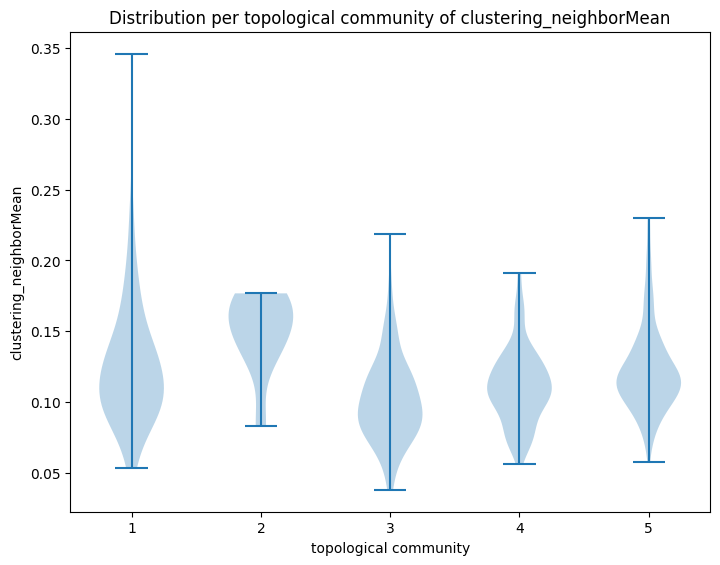 Distribution per topological community of clustering_neighborMean
clustering_neighborMean
0.35
0.30
0.25
0.20
0.15
0.10
0.05
1 2 3 4 5
topological community